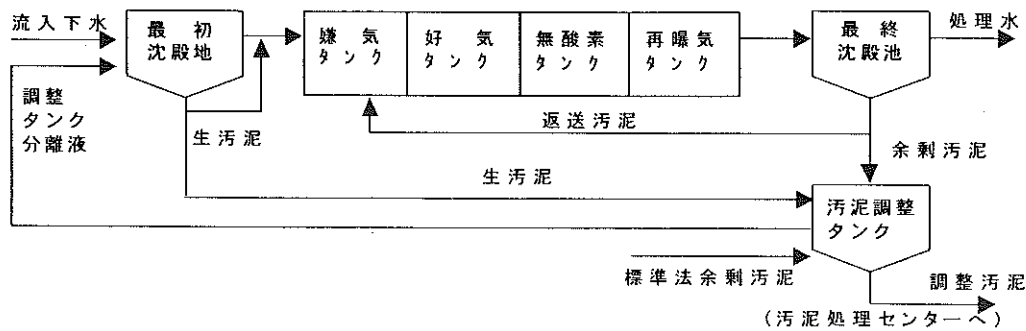 流入下水
最初
沈殿地
嫌気
タンク
好気
タンク
無酸素
タンク
再曝気
タンク
最終
沈殿池
処理水
調整
タンク
分離液
生汚泥
返送汚泥
余剰汚泥
生汚泥
汚泥調整
タンク
標準法余剰汚泥
調整汚泥
(汚泥処理センターへ)